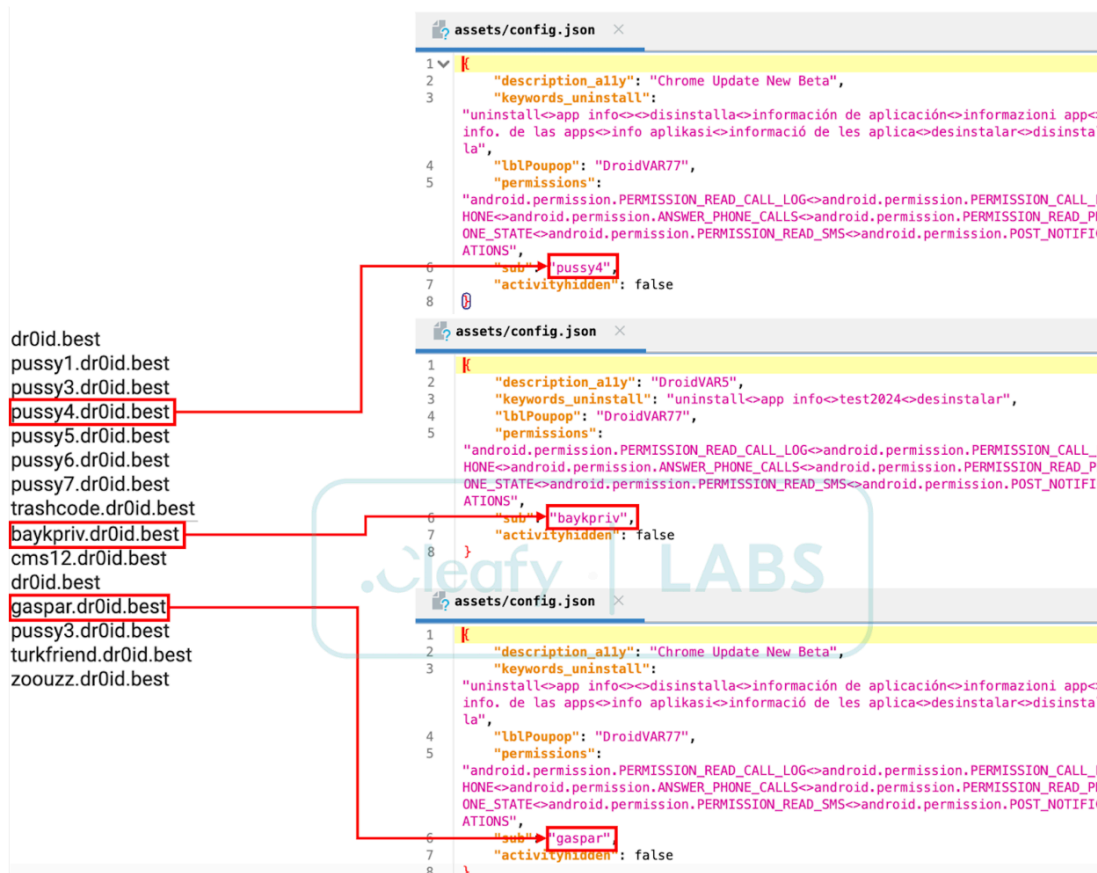 assets/config.json
1 {
2 "description_a11y": "Chrome Update New Beta",
3 "keywords_uninstall":
"uninstall<>app info<><>disinstalla<>información de aplicación<>informazioni app<>
info. de las apps<>info aplikasi<>informació de les aplica<>desinstalar<>disinsta
la",
4 "lblPoupop": "DroidVAR77",
5 "permissions":
"android.permission.PERMISSION_READ_CALL_LOG<>android.permission.PERMISSION_CALL_
HONE<>android.permission.ANSWER_PHONE_CALLS<>android.permission.PERMISSION_READ_P
ONE_STATE<>android.permission.PERMISSION_READ_SMS<>android.permission.POST_NOTIFI
ATIONS",
6 "sub": "pussy4",
7 "activityhidden": false
8 }
dr0id.best
pussy1.dr0id.best
pussy3.dr0id.best
pussy4.dr0id.best
pussy5.dr0id.best
pussy6.dr0id.best
pussy7.dr0id.best
trashcode.dr0id.best
baykpriv.dr0id.best
cms12.dr0id.best
dr0id.best
gaspar.dr0id.best
pussy3.dr0id.best
turkfriend.dr0id.best
zoouzz.dr0id.best
assets/config.json
1 {
2 "description_a11y": "DroidVAR5",
3 "keywords_uninstall": "uninstall<>app info<>test2024<>desinstalar",
4 "lblPoupop": "DroidVAR77",
5 "permissions":
"android.permission.PERMISSION_READ_CALL_LOG<>android.permission.PERMISSION_CALL_
HONE<>android.permission.ANSWER_PHONE_CALLS<>android.permission.PERMISSION_READ_P
ONE_STATE<>android.permission.PERMISSION_READ_SMS<>android.permission.POST_NOTIFI
ATIONS",
6 "sub": "baykpriv",
7 "activityhidden": false
8 }
.Cleafy | LABS
assets/config.json
1 {
2 "description_a11y": "Chrome Update New Beta",
3 "keywords_uninstall":
"uninstall<>app info<><>disinstalla<>información de aplicación<>informazioni app<>
info. de las apps<>info aplikasi<>informació de les aplica<>desinstalar<>disinsta
la",
4 "lblPoupop": "DroidVAR77",
5 "permissions":
"android.permission.PERMISSION_READ_CALL_LOG<>android.permission.PERMISSION_CALL_
HONE<>android.permission.ANSWER_PHONE_CALLS<>android.permission.PERMISSION_READ_P
ONE_STATE<>android.permission.PERMISSION_READ_SMS<>android.permission.POST_NOTIFI
ATIONS",
6 "sub": "gaspar",
7 "activityhidden": false
8 }